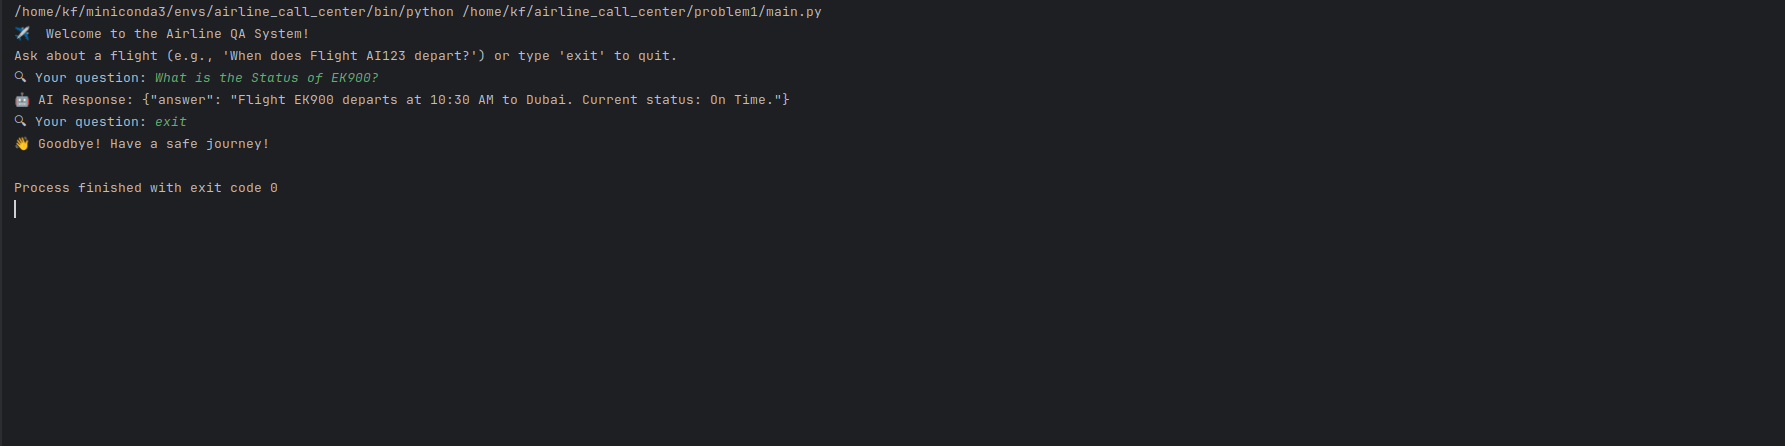 /home/kf/miniconda3/envs/airline_call_center/bin/python /home/kf/airline_call_center/problem1/main.py
✈️  Welcome to the Airline QA System!
Ask about a flight (e.g., 'When does Flight AI123 depart?') or type 'exit' to quit.
🔍 Your question: What is the Status of EK900?
🤖 AI Response: {"answer": "Flight EK900 departs at 10:30 AM to Dubai. Current status: On Time."}
🔍 Your question: exit
👋 Goodbye! Have a safe journey!
Process finished with exit code 0